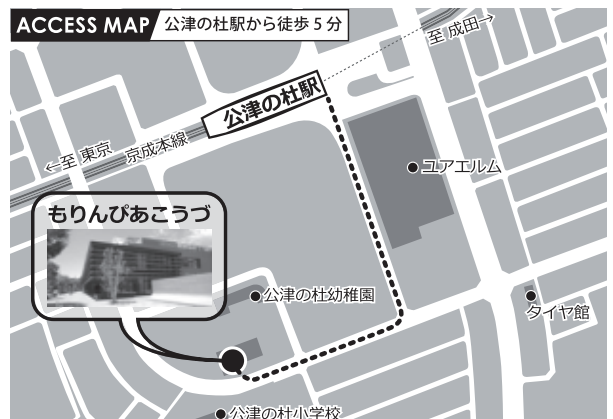 ACCESS MAP 公津の杜駅から徒歩5分
至 成田→
公津の杜駅
←至 東京 京成本線
ユアエルム
もりんぴあこうづ
公津の杜幼稚園
タイヤ館
公津の杜小学校